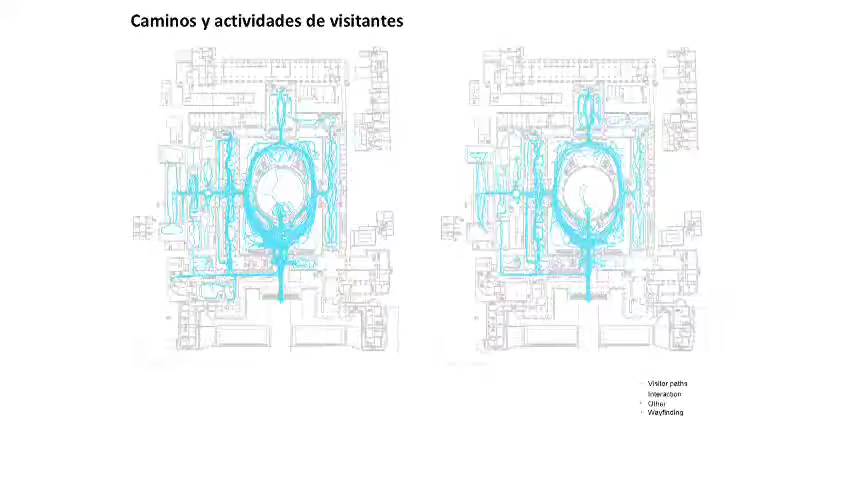 Caminos y actividades de visitantes
Visitor paths
Interaction
Other
Wayfinding